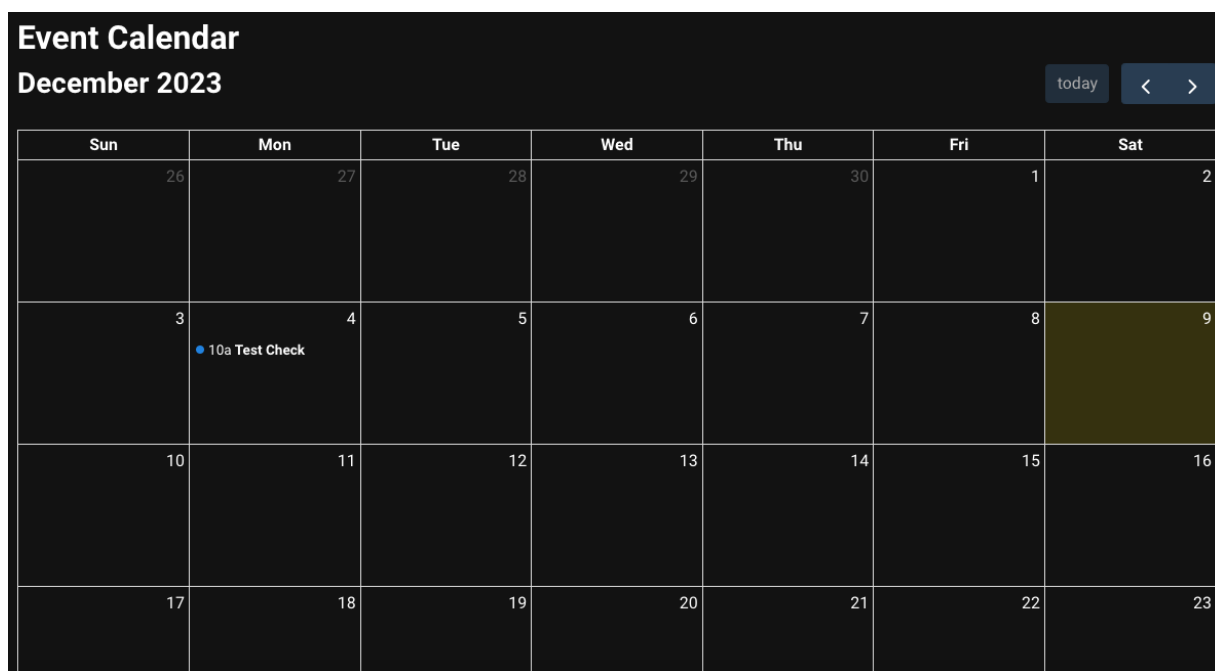 Event Calendar
December 2023
today
Sun Mon Tue Wed Thu Fri Sat
26 27 28 29 30 1 2
3 4 5 6 7 8 9
10a Test Check
10 11 12 13 14 15 16
17 18 19 20 21 22 23